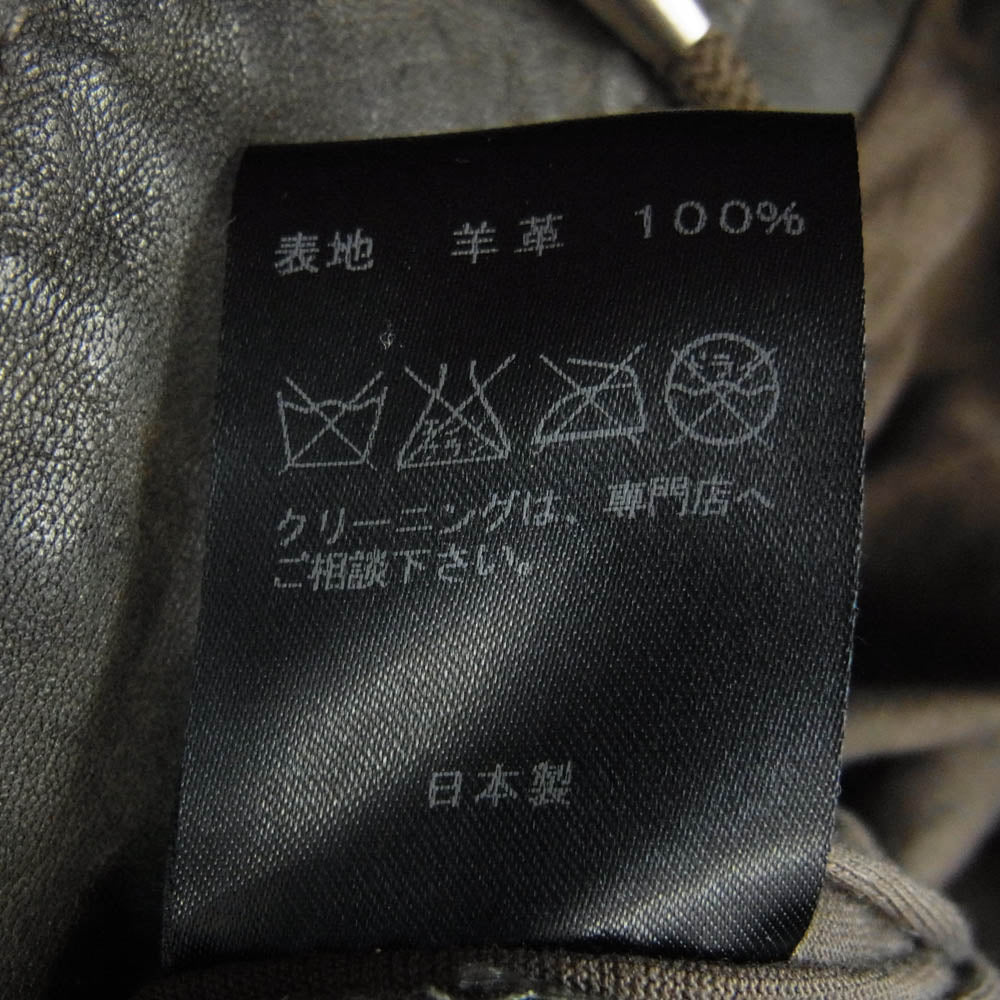 表地 羊革 100%
クリーニングは、専門店へ
ご相談下さい。
日本製